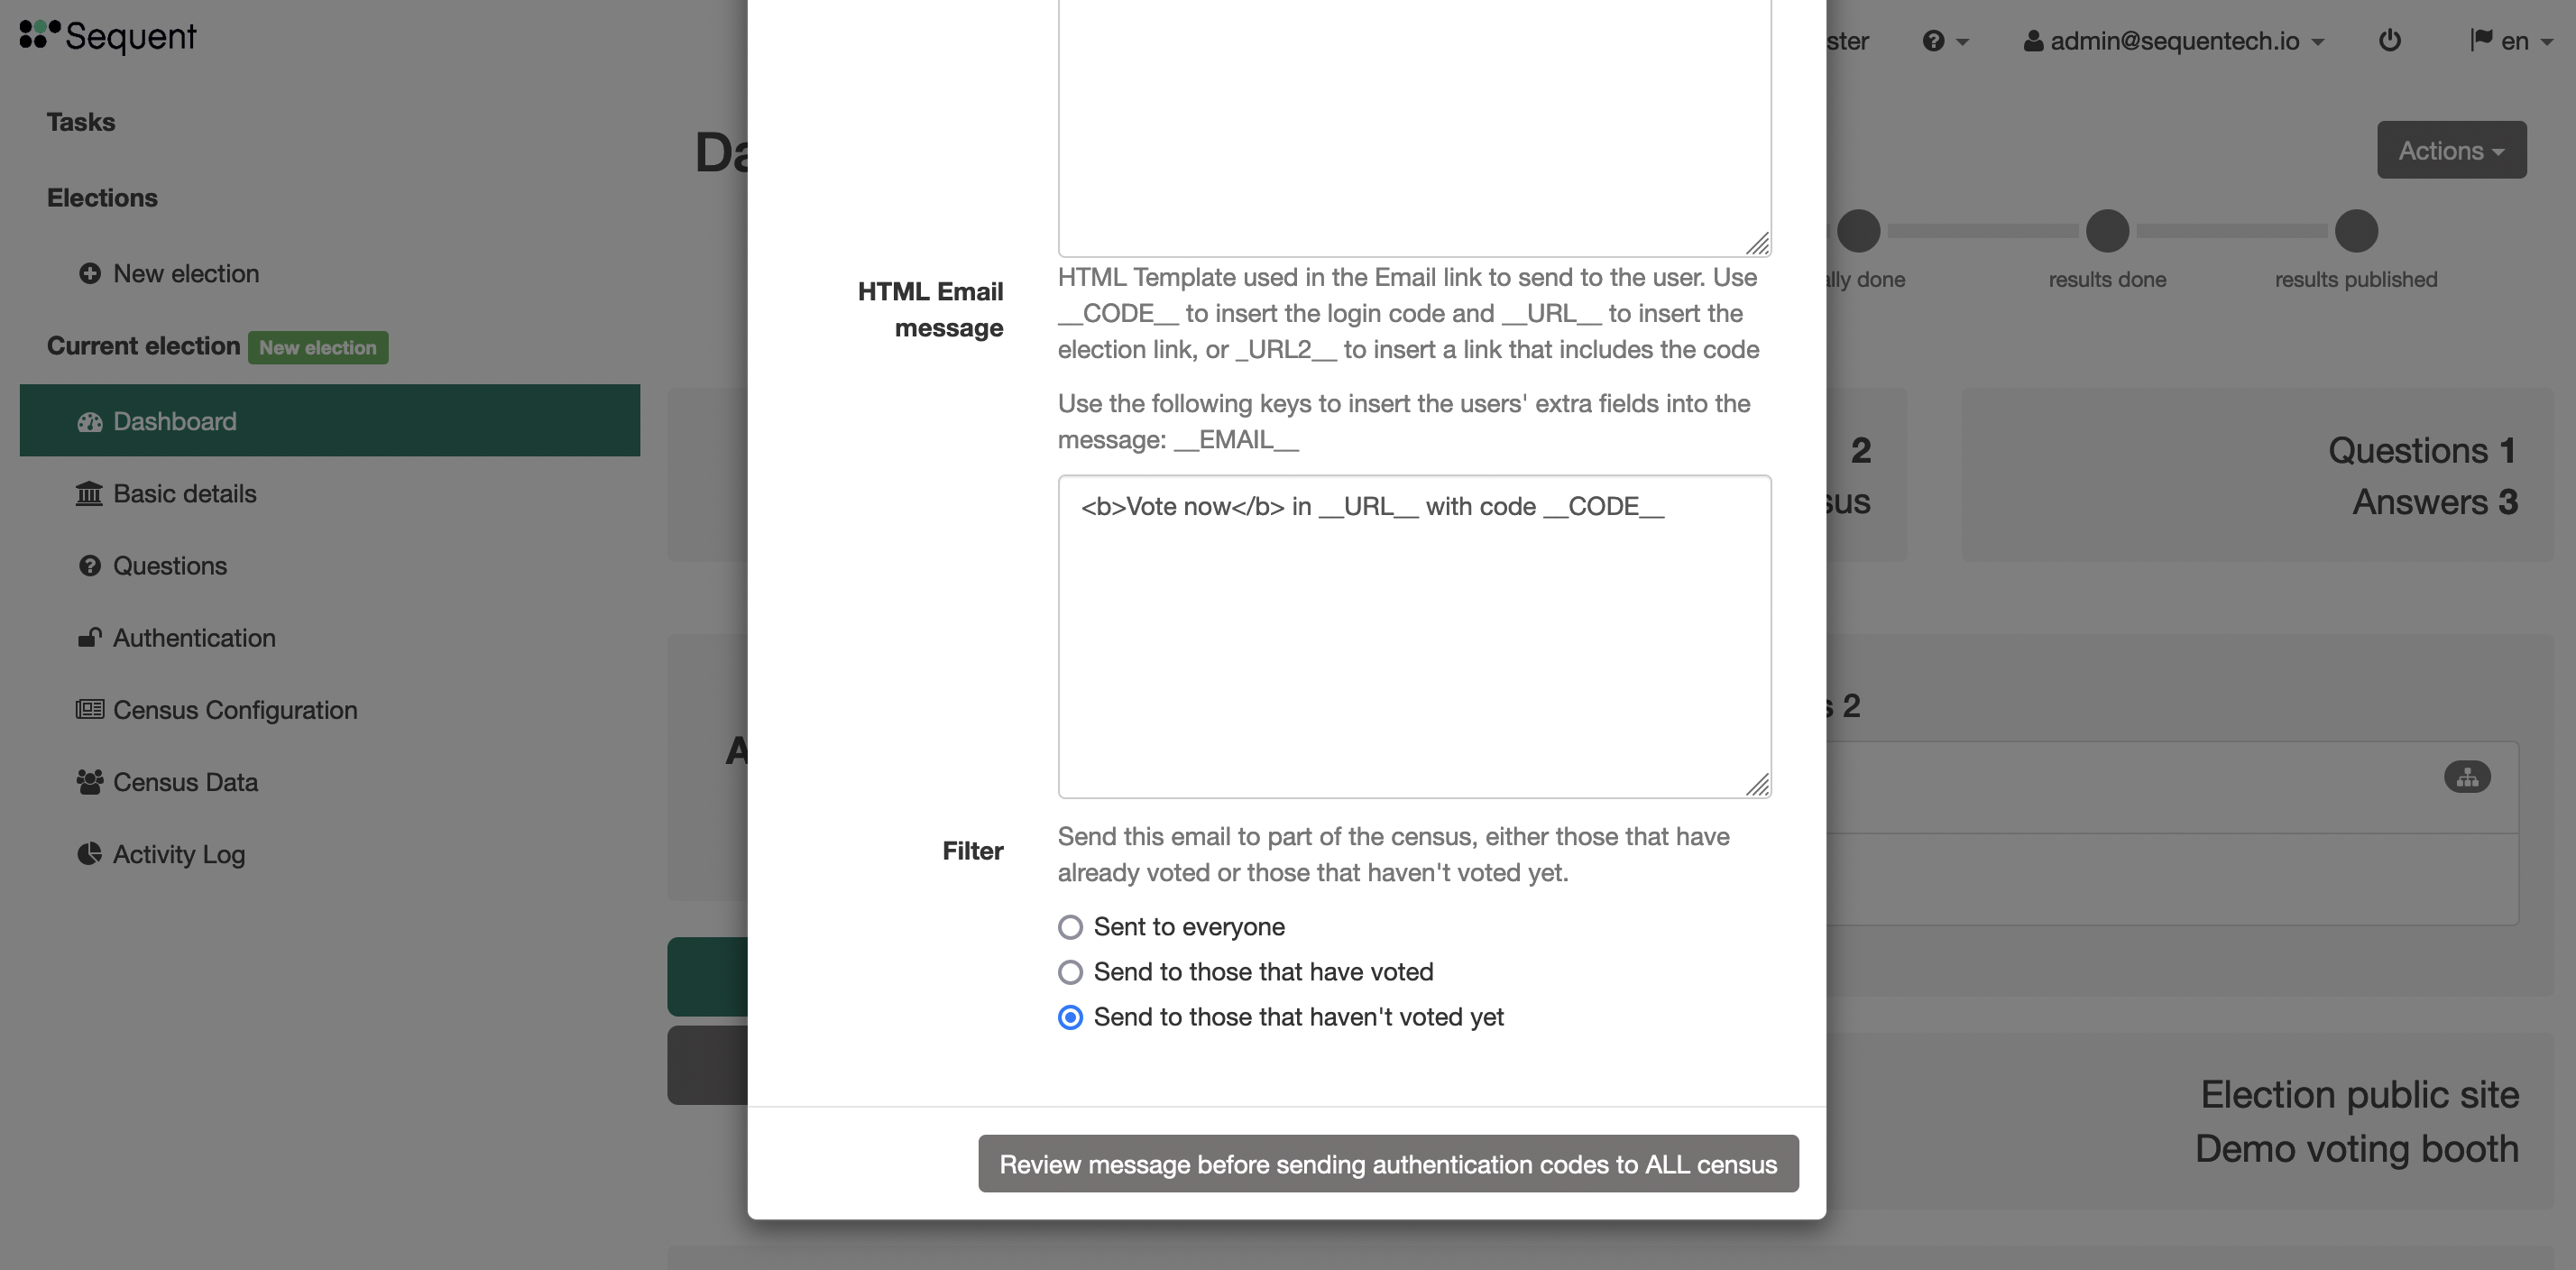 Sequent
admin@sequentech.io
en
Tasks
Elections
New election
Current election New election
Dashboard
Basic details
Questions
Authentication
Census Configuration
Census Data
Activity Log
Actions
results done
results published
HTML Email
message
HTML Template used in the Email link to send to the user. Use
__CODE__ to insert the login code and __URL__ to insert the
election link, or _URL2__ to insert a link that includes the code
Use the following keys to insert the users' extra fields into the
message: __EMAIL__
<b>Vote now</b> in __URL__ with code __CODE__
Filter
Send this email to part of the census, either those that have
already voted or those that haven't voted yet.
Sent to everyone
Send to those that have voted
Send to those that haven't voted yet
Review message before sending authentication codes to ALL census
2
Questions 1
Answers 3
2
Election public site
Demo voting booth